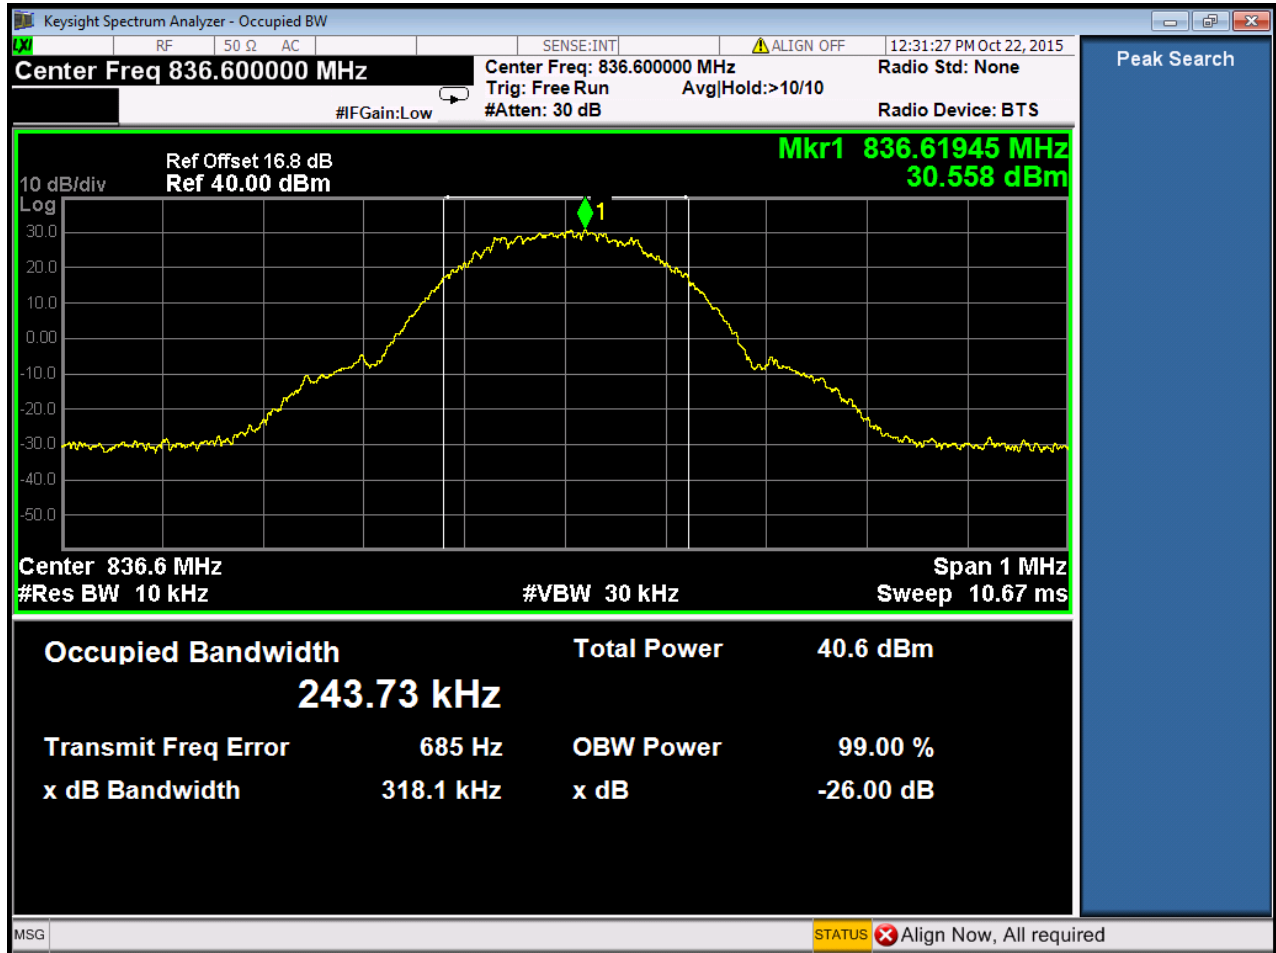 Keysight Spectrum Analyzer - Occupied BW
LXI RF 50 Ω AC SENSE:INT ALIGN OFF 12:31:27 PM Oct 22, 2015
Center Freq 836.600000 MHz
Center Freq: 836.600000 MHz
Radio Std: None
Trig: Free Run Avg|Hold:>10/10
#IFGain:Low
#Atten: 30 dB
Radio Device: BTS
Peak Search
Mkr1 836.61945 MHz
30.558 dBm
Ref Offset 16.8 dB
10 dB/div Ref 40.00 dBm
Log
1
30.0
20.0
10.0
0.00
-10.0
-20.0
-30.0
-40.0
-50.0
Center 836.6 MHz Span 1 MHz
#Res BW 10 kHz #VBW 30 kHz Sweep 10.67 ms
Occupied Bandwidth Total Power 40.6 dBm
243.73 kHz
Transmit Freq Error 685 Hz OBW Power 99.00 %
x dB Bandwidth 318.1 kHz x dB -26.00 dB
MSG STATUS Align Now, All required